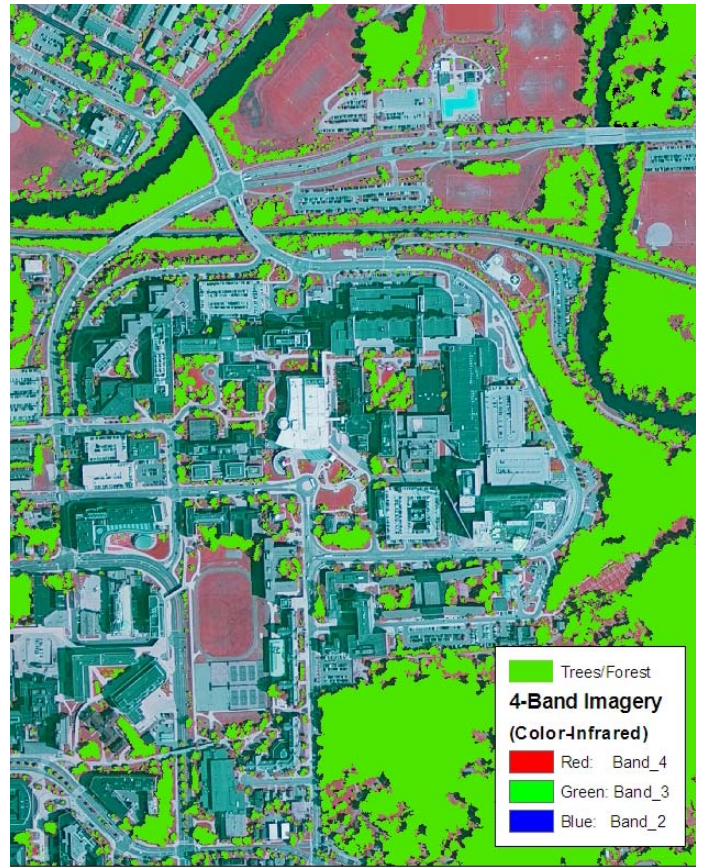 Trees/Forest
4-Band Imagery
(Color-Infrared)
Red: Band_4
Green: Band_3
Blue: Band_2